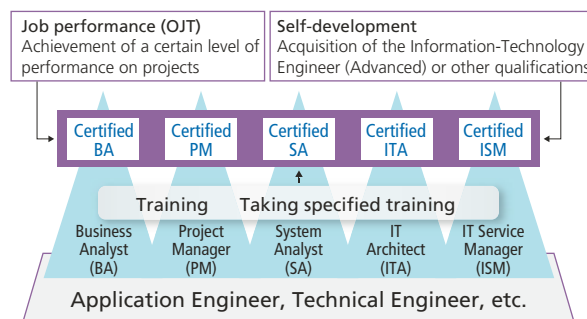 Job performance (OJT)
Achievement of a certain level of
performance on projects
Self-development
Acquisition of the Information-Technology
Engineer (Advanced) or other qualifications
Certified
BA
Certified
PM
Certified
SA
Certified
ITA
Certified
ISM
Training Taking specified training
Business
Analyst
(BA)
Project
Manager
(PM)
System
Analyst
(SA)
IT
Architect
(ITA)
IT Service
Manager
(ISM)
Application Engineer, Technical Engineer, etc.